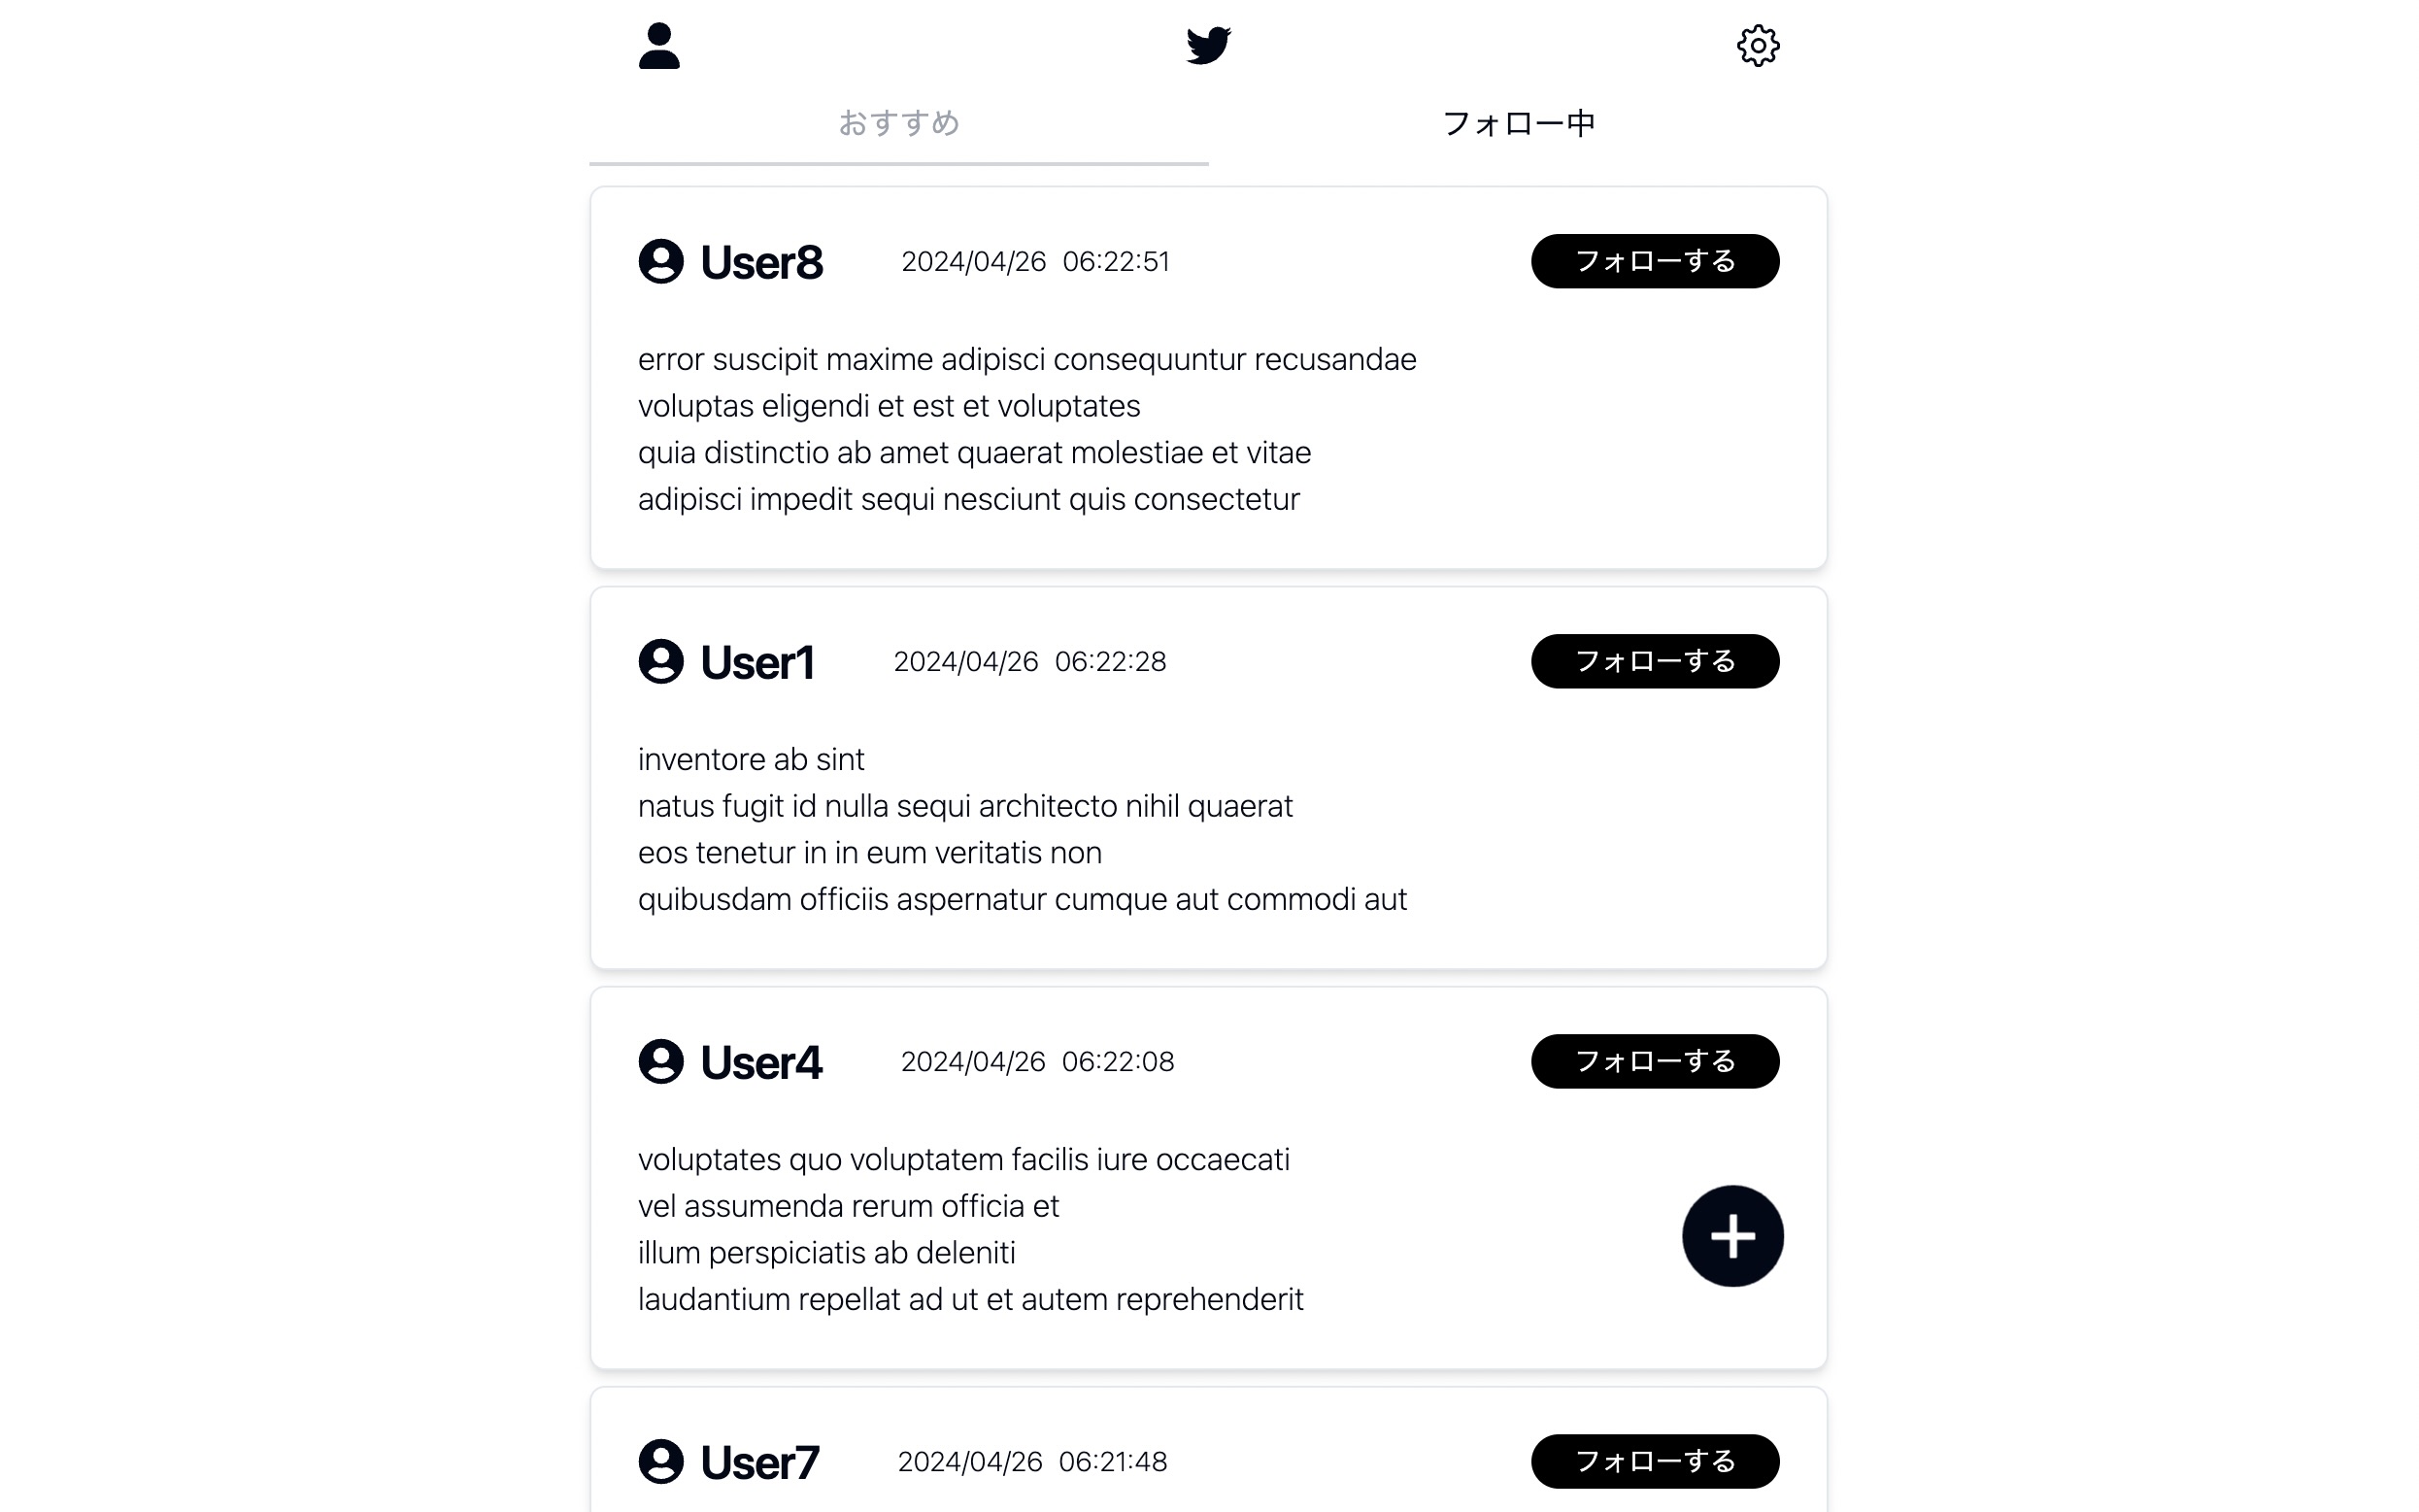 おすすめ
フォロー中
User8 2024/04/26 06:22:51 フォローする
error suscipit maxime adipisci consequuntur recusandae
voluptas eligendi et est et voluptates
quia distinctio ab amet quaerat molestiae et vitae
adipisci impedit sequi nesciunt quis consectetur
User1 2024/04/26 06:22:28 フォローする
inventore ab sint
natus fugit id nulla sequi architecto nihil quaerat
eos tenetur in in eum veritatis non
quibusdam officiis aspernatur cumque aut commodi aut
User4 2024/04/26 06:22:08 フォローする
voluptates quo voluptatem facilis iure occaecati
vel assumenda rerum officia et
illum perspiciatis ab deleniti
laudantium repellat ad ut et autem reprehenderit
User7 2024/04/26 06:21:48 フォローする